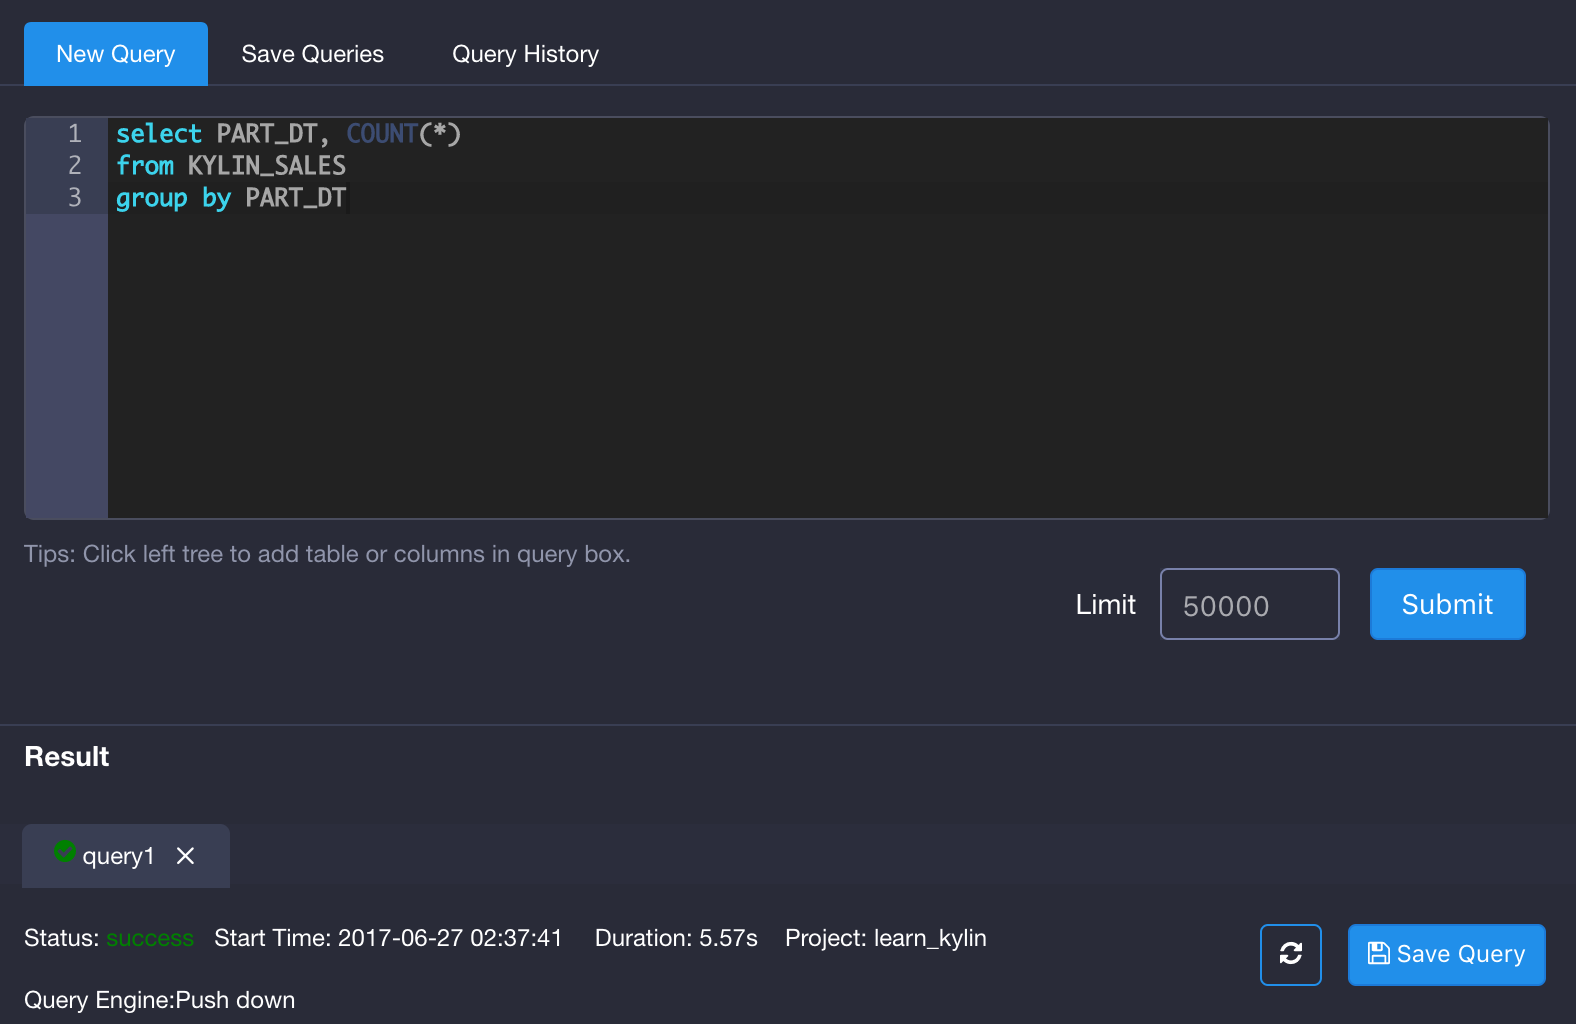 New Query Save Queries Query History
1 select PART_DT, COUNT(*)
2 from KYLIN_SALES
3 group by PART_DT
Tips: Click left tree to add table or columns in query box.
Limit 50000 Submit
Result
query1
Status: success Start Time: 2017-06-27 02:37:41 Duration: 5.57s Project: learn_kylin
Save Query
Query Engine:Push down